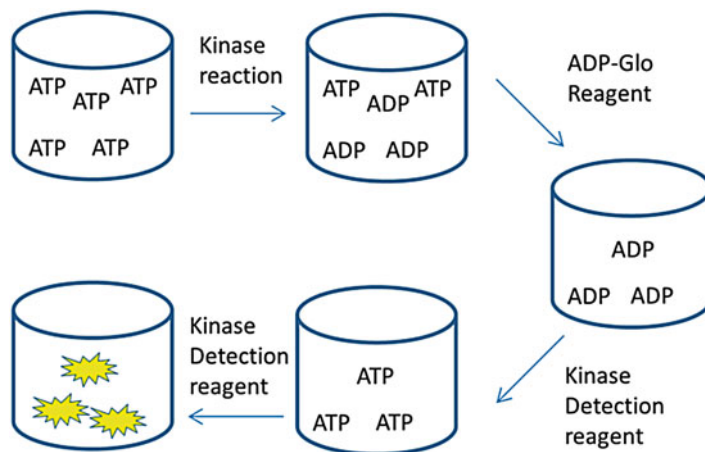 ATP ATP ATP
ATP ATP
Kinase
reaction
ATP ADP ATP
ADP ADP
ADP-Glo
Reagent
ADP
ADP ADP
Kinase
Detection
reagent
ATP
ATP ATP
Kinase
Detection
reagent